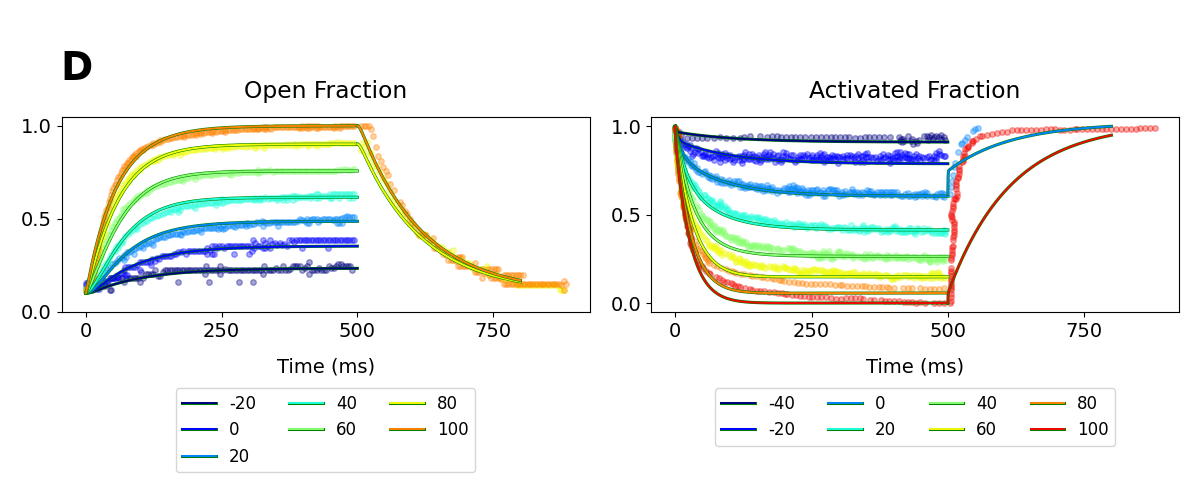 D
Open Fraction
Activated Fraction
1.0
0.5
0.0
0 250 500 750
Time (ms)
1.0
0.5
0.0
0 250 500 750
Time (ms)
-20 40 80
0 60 100
20
-40 0 40 80
-20 20 60 100